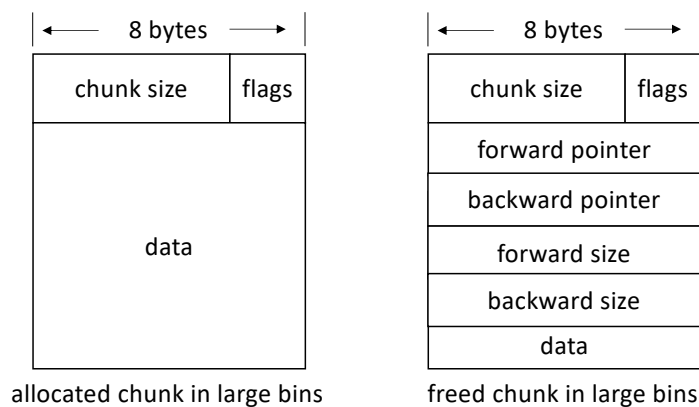 8 bytes
chunk size
flags
data
allocated chunk in large bins
8 bytes
chunk size
flags
forward pointer
backward pointer
forward size
backward size
data
freed chunk in large bins